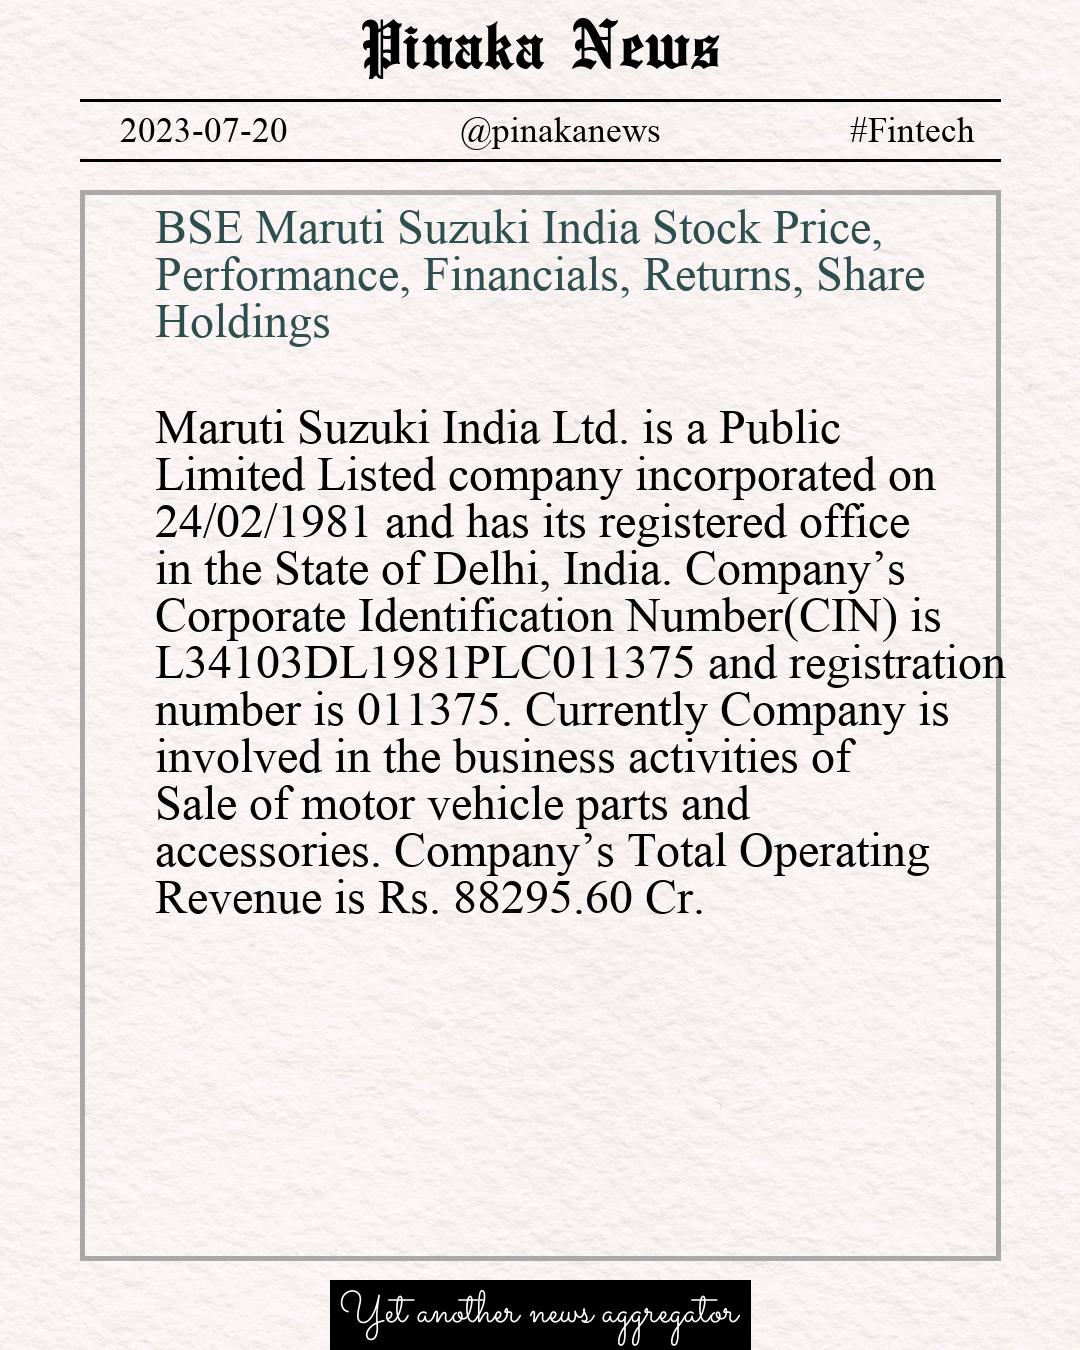 Pinaka News
2023-07-20 @pinakanews #Fintech
BSE Maruti Suzuki India Stock Price,
Performance, Financials, Returns, Share
Holdings
Maruti Suzuki India Ltd. is a Public
Limited Listed company incorporated on
24/02/1981 and has its registered office
in the State of Delhi, India. Company’s
Corporate Identification Number(CIN) is
L34103DL1981PLC011375 and registration
number is 011375. Currently Company is
involved in the business activities of
Sale of motor vehicle parts and
accessories. Company’s Total Operating
Revenue is Rs. 88295.60 Cr.
Yet another news aggregator